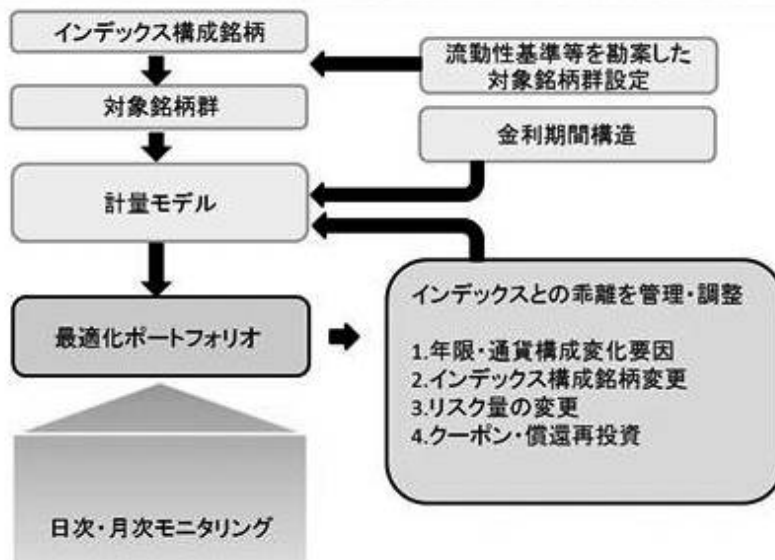 インデックス構成銘柄
流動性基準等を勘案した
対象銘柄群設定
対象銘柄群
金利期間構造
計量モデル
最適化ポートフォリオ
インデックスとの乖離を管理・調整
1.年限・通貨構成変化要因
2.インデックス構成銘柄変更
3.リスク量の変更
4.クーポン・償還再投資
日次・月次モニタリング